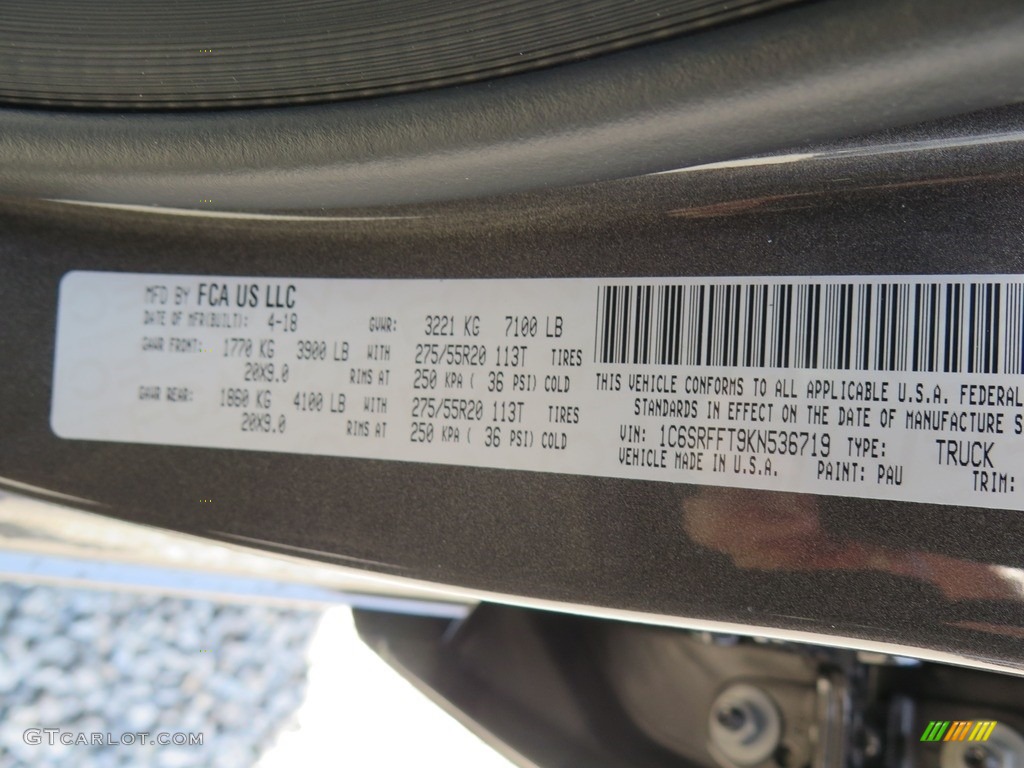 MFD BY FCA US LLC
DATE OF MFR(BUILT): 4-18 GVWR: 3221 KG 7100 LB
GAWR FRONT: 1770 KG 3900 LB WITH 275/55R20 113T TIRES
20X9.0 RIMS AT 250 KPA ( 36 PSI) COLD
GAWR REAR: 1860 KG 4100 LB WITH 275/55R20 113T TIRES
20X9.0 RIMS AT 250 KPA ( 36 PSI) COLD
THIS VEHICLE CONFORMS TO ALL APPLICABLE U.S.A. FEDERAL
STANDARDS IN EFFECT ON THE DATE OF MANUFACTURE S
VIN: 1C6SRFFT9KN536719 TYPE: TRUCK
VEHICLE MADE IN U.S.A. PAINT: PAU TRIM:
GTCARLOT.COM